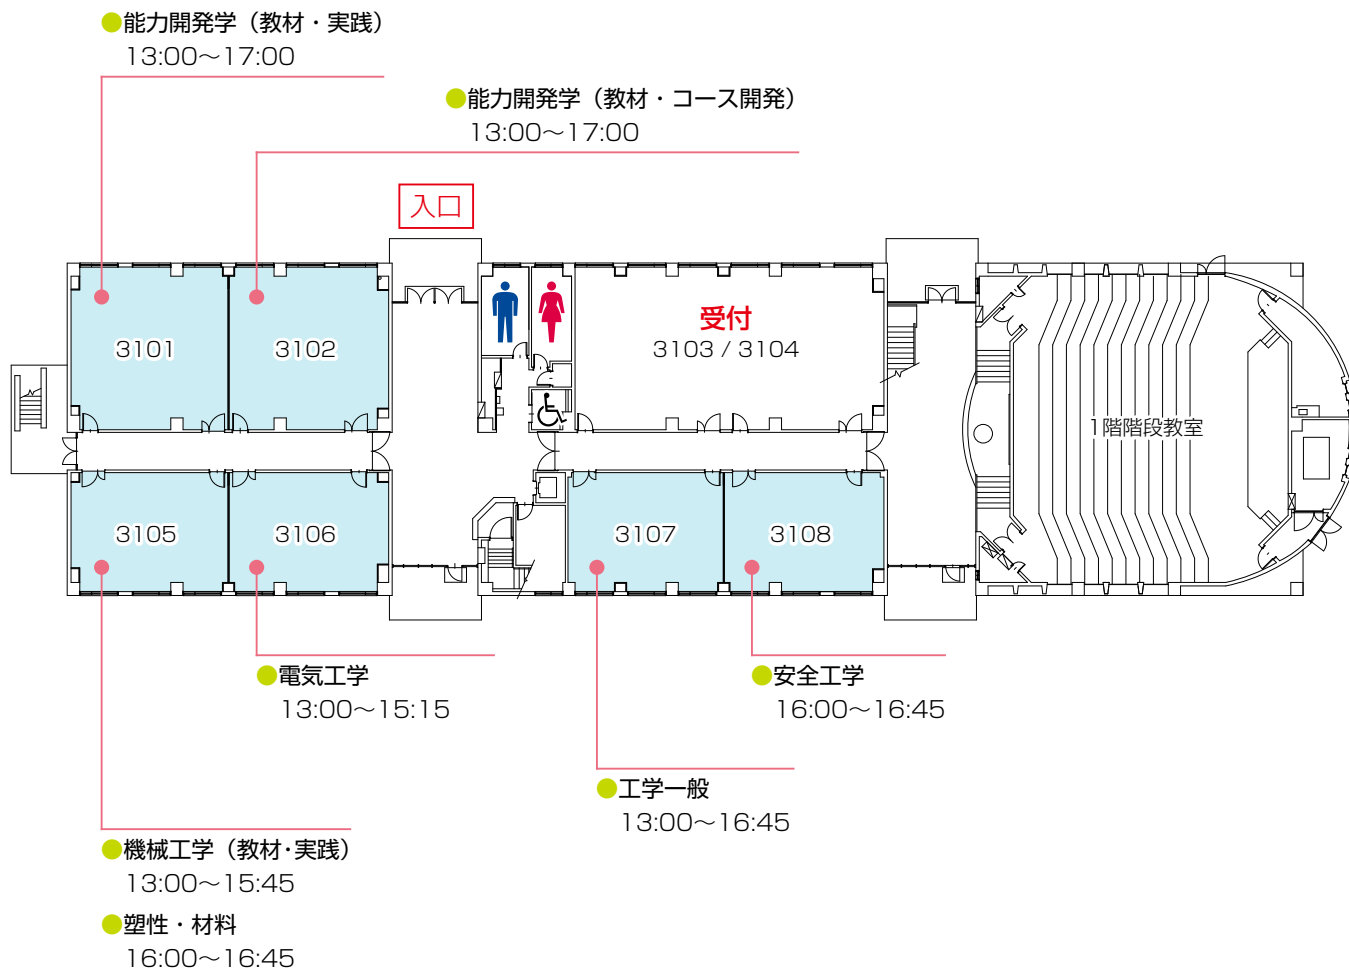 ●能力開発学（教材・実践）
13:00～17:00
●能力開発学（教材・コース開発）
13:00～17:00
入口
3101
3102
受付
3103 / 3104
1階階段教室
3105
3106
3107
3108
●電気工学
13:00～15:15
●安全工学
16:00～16:45
●工学一般
13:00～16:45
●機械工学（教材･実践）
13:00～15:45
●塑性・材料
16:00～16:45